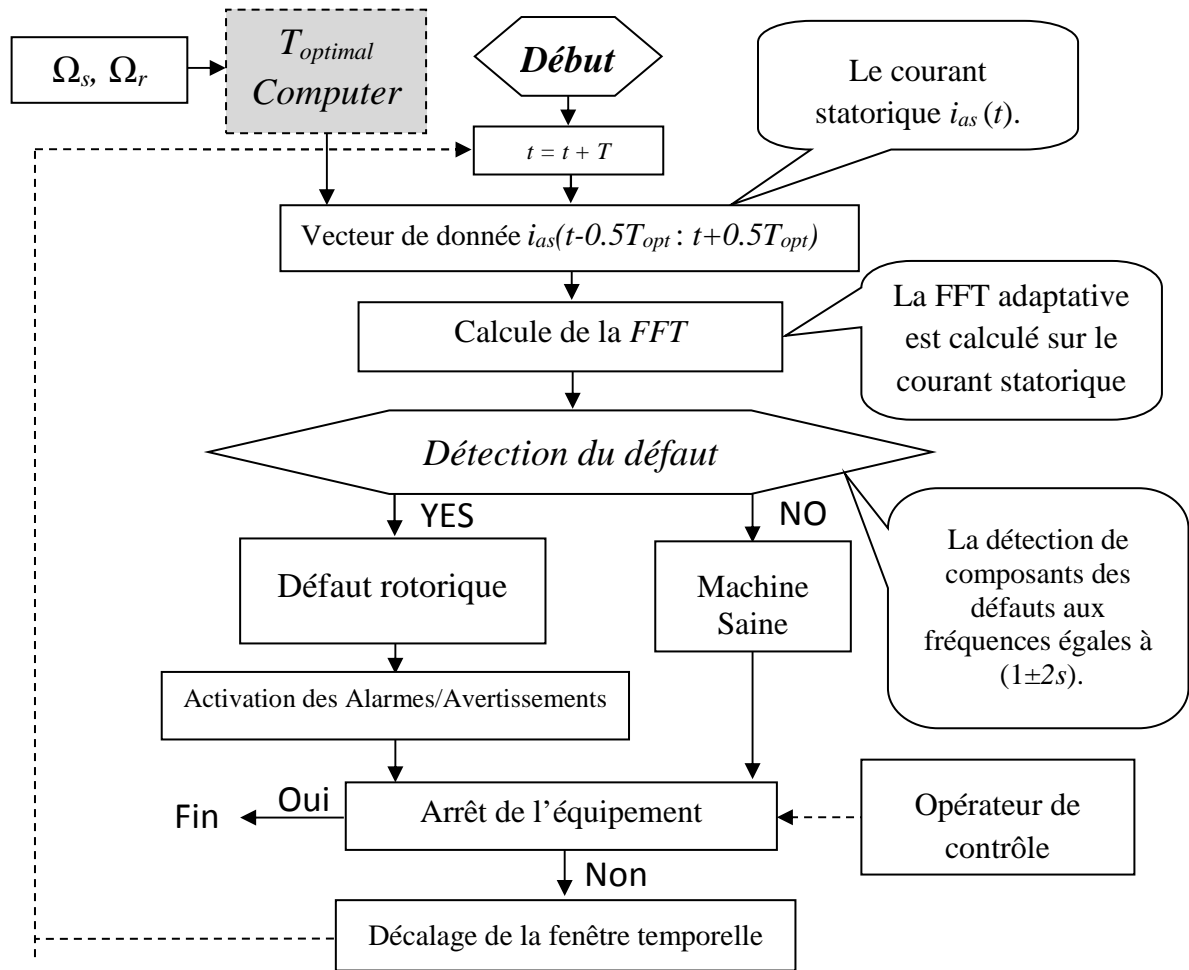 Ωs, Ωr
Toptimal
Computer
Début
Le courant
statorique ias (t).
t = t + T
Vecteur de donnée ias(t-0.5Topt : t+0.5Topt)
Calcule de la FFT
La FFT adaptative
est calculé sur le
courant statorique
Détection du défaut
YES
NO
Défaut rotorique
Machine
Saine
La détection de
composants des
défauts aux
fréquences égales à
(1±2s).
Activation des Alarmes/Avertissements
Fin
Oui
Arrêt de l’équipement
Opérateur de
contrôle
Non
Décalage de la fenêtre temporelle